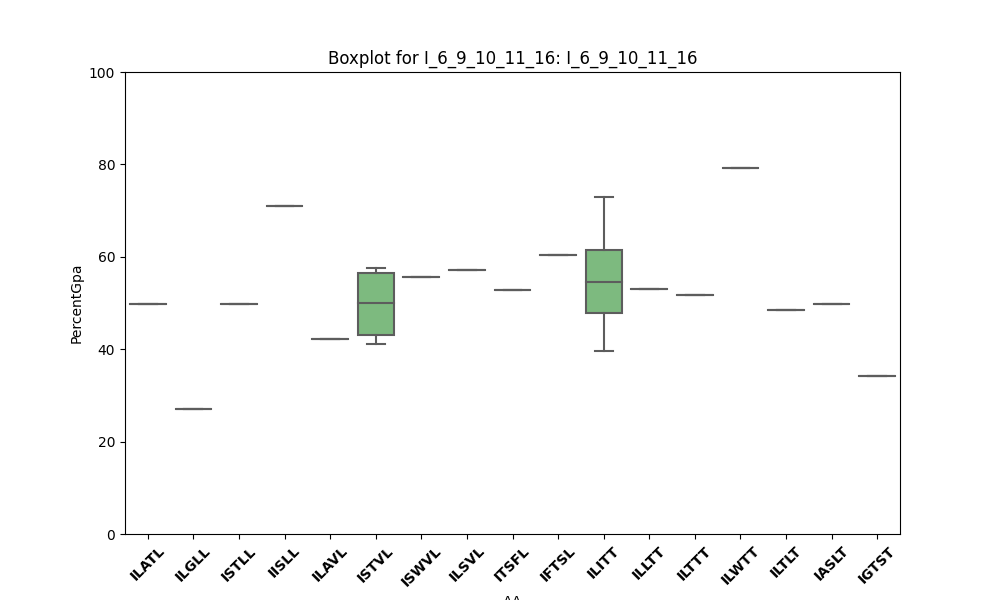 Boxplot for I_6_9_10_11_16: I_6_9_10_11_16
100
80
60
40
20
0
PercentGpa
ILATL
ILGLL
ISTLL
IISLL
ILAVL
ISTVL
ISWVL
ILSVL
ITSFL
IFTSL
ILITT
ILLTT
ILTTT
ILWTT
ILTLT
IASLT
IGTST
AA